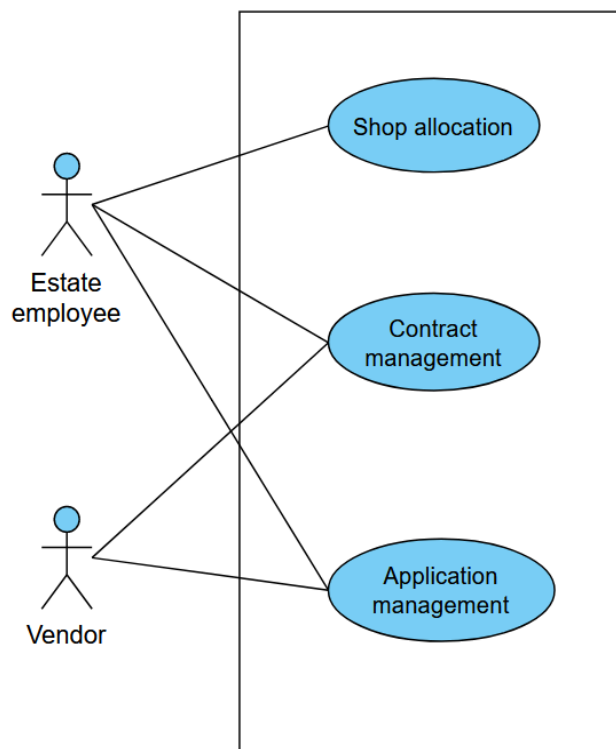 Shop allocation
Estate
employee
Contract
management
Application
management
Vendor